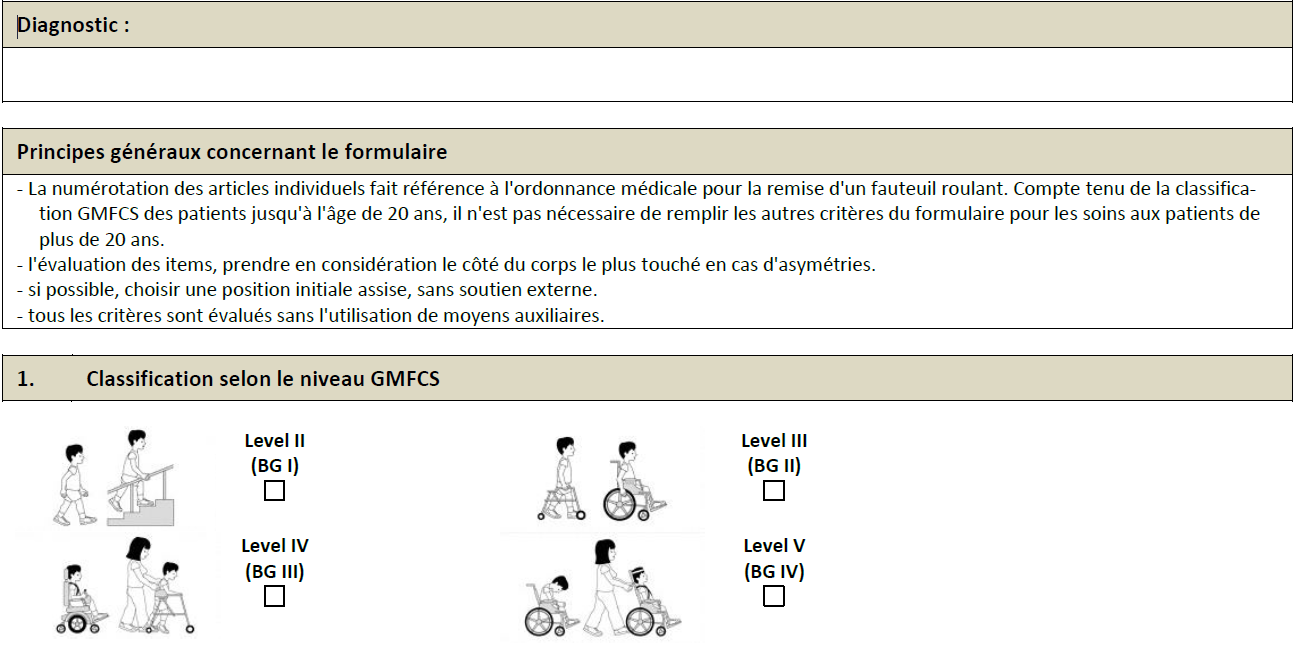 Diagnostic :
Principes généraux concernant le formulaire
- La numérotation des articles individuels fait référence à l'ordonnance médicale pour la remise d'un fauteuil roulant. Compte tenu de la classifica-
tion GMFCS des patients jusqu'à l'âge de 20 ans, il n'est pas nécessaire de remplir les autres critères du formulaire pour les soins aux patients de
plus de 20 ans.
- l'évaluation des items, prendre en considération le côté du corps le plus touché en cas d'asymétries.
- si possible, choisir une position initiale assise, sans soutien externe.
- tous les critères sont évalués sans l'utilisation de moyens auxiliaires.
1. Classification selon le niveau GMFCS
Level II
(BG I)
Level III
(BG II)
Level IV
(BG III)
Level V
(BG IV)